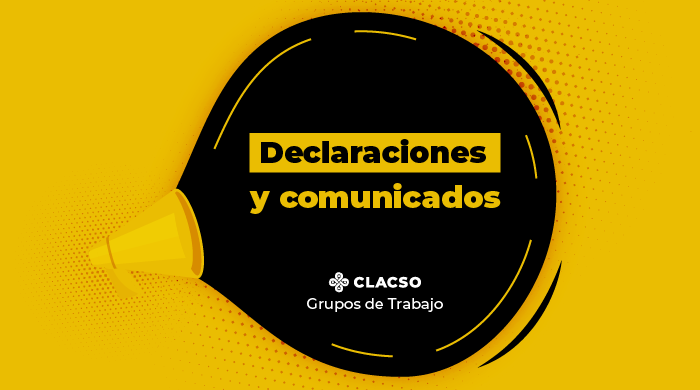 Declaraciones
y comunicados
CLACSO
Grupos de Trabajo